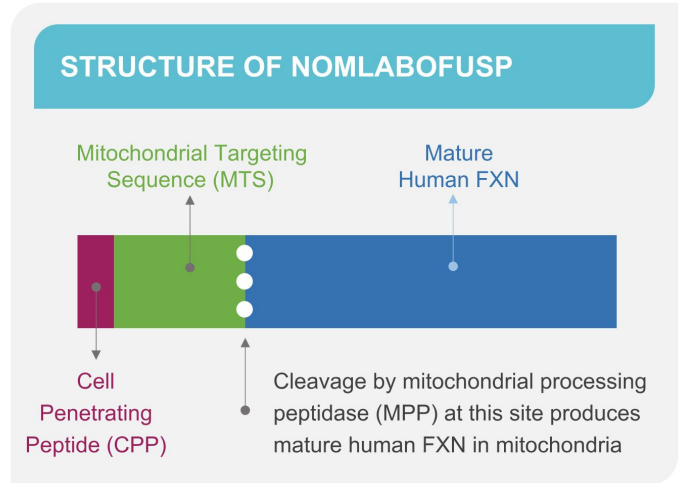 STRUCTURE OF NOMLABOFUSP
Mitochondrial Targeting
Sequence (MTS)
Mature
Human FXN
Cell
Penetrating
Peptide (CPP)
Cleavage by mitochondrial processing
peptidase (MPP) at this site produces
mature human FXN in mitochondria